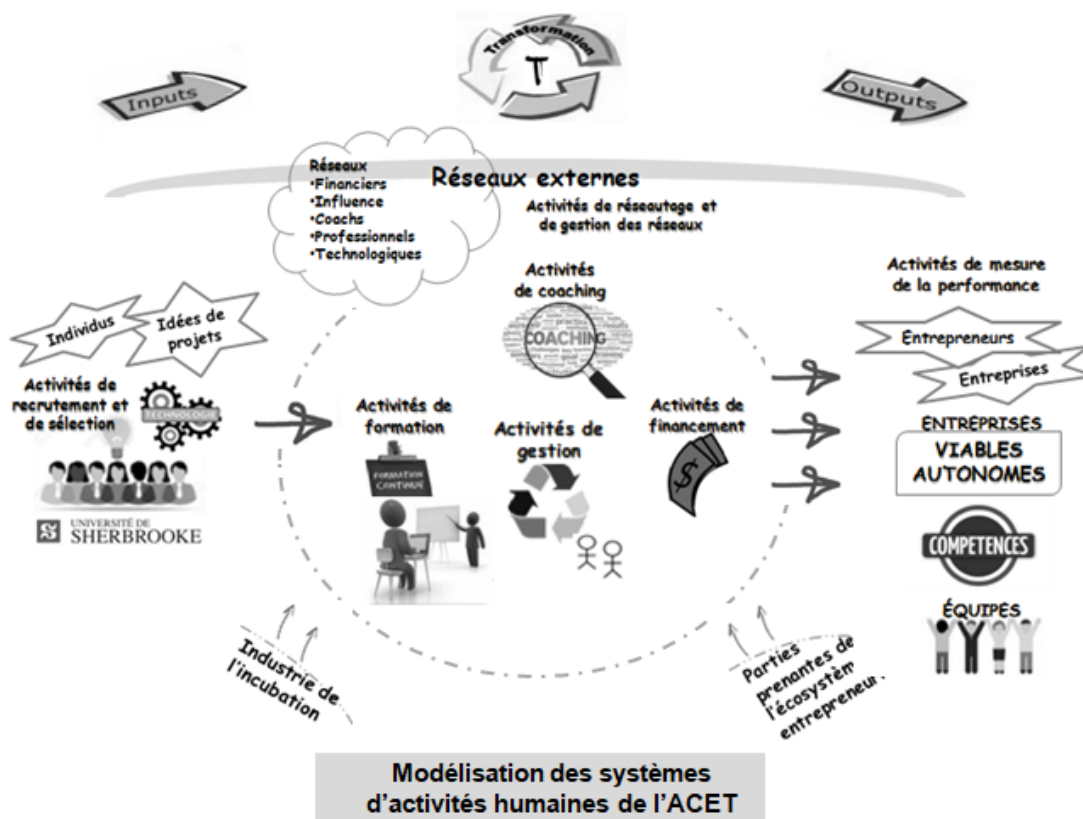 Inputs
Transformation
T
Outputs
Réseaux
•Financiers
•Influence
•Coachs
•Professionnels
•Technologiques
Réseaux externes
Activités de réseautage et
de gestion des réseaux
Activités
de coaching
COACHING
Activités de mesure
de la performance
Individus
Idées de
projets
Entrepreneurs
Entreprises
Activités de
recrutement et
de sélection
TECHNOLOGIE
UNIVERSITÉ DE
SHERBROOKE
Activités de
formation
FORMATION
CONTINUE
Activités de
gestion
Activités de
financement
$
ENTREPRISES
VIABLES
AUTONOMES
COMPETENCES
ÉQUIPES
Industrie de
l'incubation
Parties
prenantes de
l'écosystèm
entrepreneur
Modélisation des systèmes
d'activités humaines de l'ACET